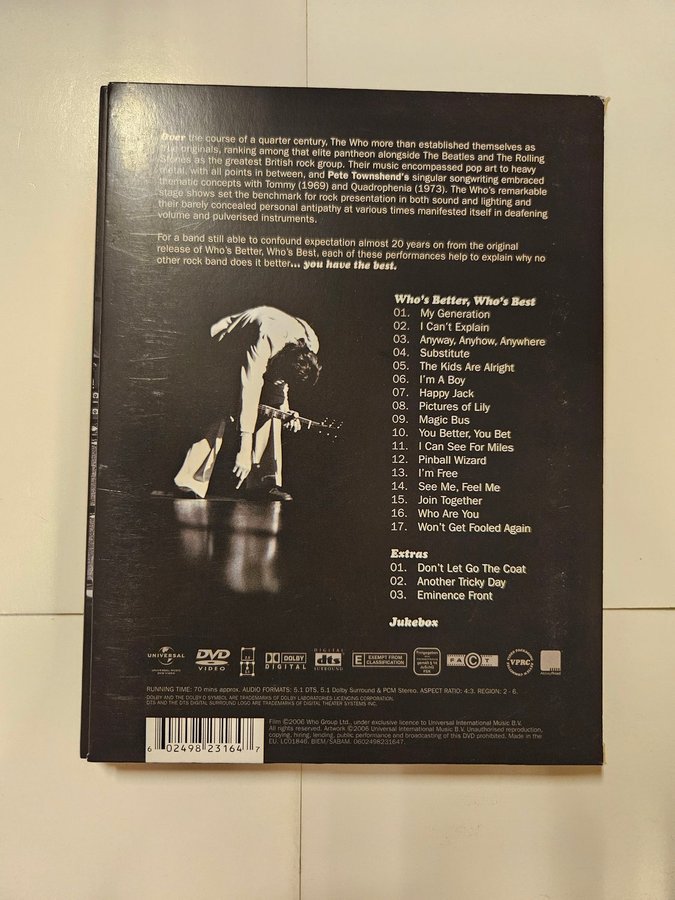 Over the course of a quarter century, The Who more than established themselves as
true originals, ranking among that elite pantheon alongside The Beatles and The Rolling
Stones as the greatest British rock group. Their music encompassed pop art to heavy
metal, with all points in between, and Pete Townshend's singular songwriting embraced
thematic concepts with Tommy (1969) and Quadrophenia (1973). The Who's remarkable
stage shows set the benchmark for rock presentation in both sound and lighting and
their barely concealed personal antipathy at various times manifested itself in deafening
volume and pulverised instruments.
For a band still able to confound expectation almost 20 years on from the original
release of Who's Better, Who's Best, each of these performances help to explain why no
other rock band does it better... you have the best.
Who's Better, Who's Best
01. My Generation
02. I Can't Explain
03. Anyway, Anyhow, Anywhere
04. Substitute
05. The Kids Are Alright
06. I'm A Boy
07. Happy Jack
08. Pictures of Lily
09. Magic Bus
10. You Better, You Bet
11. I Can See For Miles
12. Pinball Wizard
13. I'm Free
14. See Me, Feel Me
15. Join Together
16. Who Are You
17. Won't Get Fooled Again
Extras
01. Don't Let Go The Coat
02. Another Tricky Day
03. Eminence Front
Jukebox
UNIVERSAL
DVD
VIDEO
DOLBY
DIGITAL
DIGITAL
dts
SURROUND
E EXEMPT FROM
CLASSIFICATION
VPRC
RUNNING TIME: 70 mins approx. AUDIO FORMATS: 5.1 DTS, 5.1 Dolby Surround & PCM Stereo. ASPECT RATIO: 4:3. REGION: 2 - 6.
DOLBY AND THE DOLBY D SYMBOL ARE TRADEMARKS OF DOLBY LABORATORIES LICENCING CORPORATION.
DTS AND THE DTS DIGITAL SURROUND LOGO ARE TRADEMARKS OF DIGITAL THEATER SYSTEMS INC.
Film ©2006 Who Group Ltd., under exclusive licence to Universal International Music B.V.
All rights reserved. Artwork ©2006 Universal International Music B.V. Unauthorised reproduction,
copying, hiring, lending, public performance and broadcasting of this DVD prohibited. Made in the
EU. LC01846. BIEM/SABAM. 0602498231647.
6 02498 23164 7